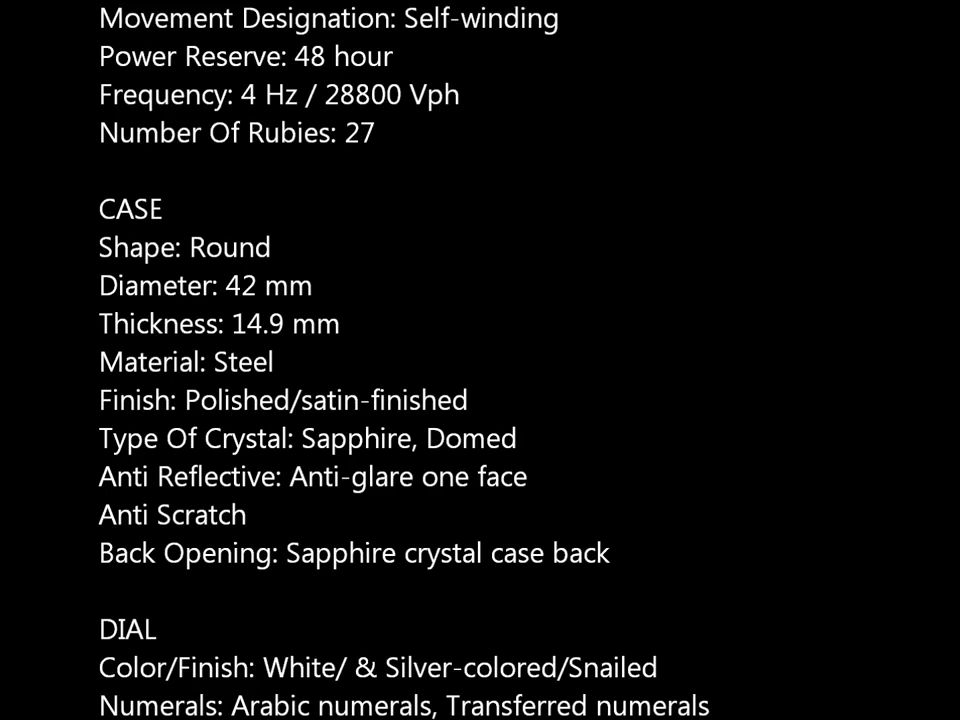 Movement Designation: Self-winding
Power Reserve: 48 hour
Frequency: 4 Hz / 28800 Vph
Number Of Rubies: 27
CASE
Shape: Round
Diameter: 42 mm
Thickness: 14.9 mm
Material: Steel
Finish: Polished/satin-finished
Type Of Crystal: Sapphire, Domed
Anti Reflective: Anti-glare one face
Anti Scratch
Back Opening: Sapphire crystal case back
DIAL
Color/Finish: White/ & Silver-colored/Snailed
Numerals: Arabic numerals, Transferred numerals